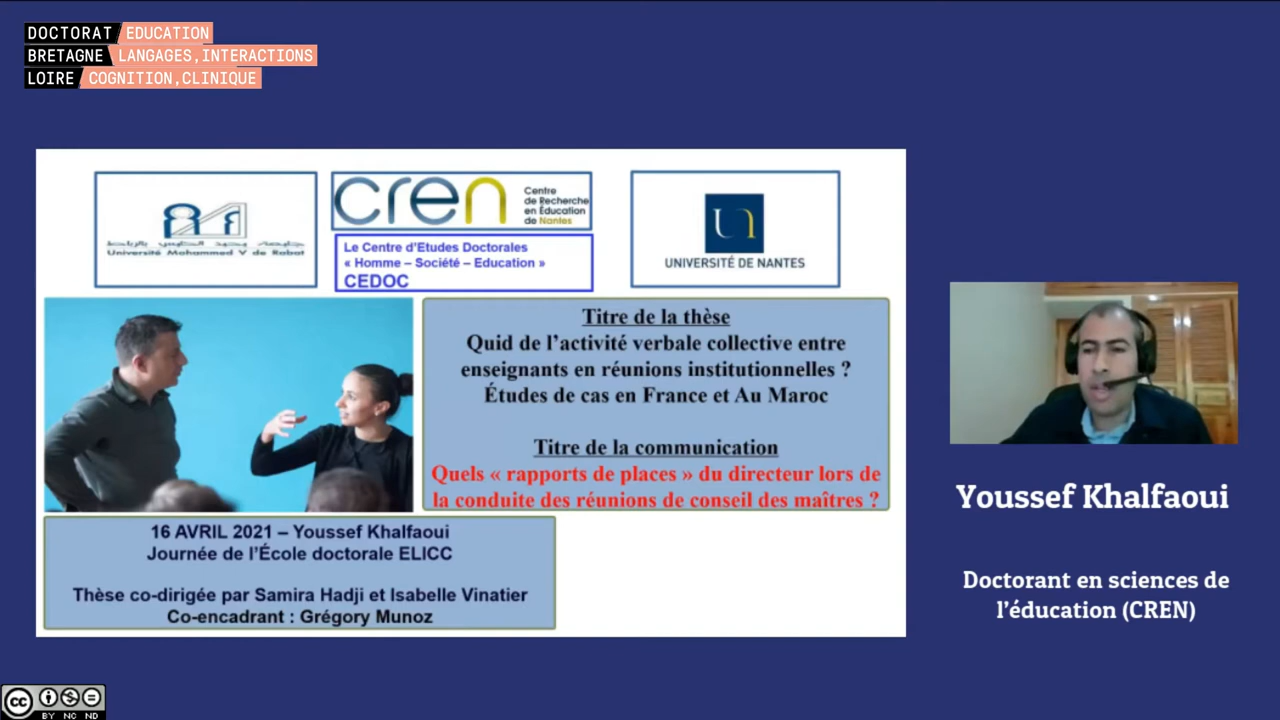 DOCTORAT / EDUCATION
BRETAGNE \ LANGAGES, INTERACTIONS
LOIRE / COGNITION, CLINIQUE
Université Mohammed V de Rabat
cren
Centre
de Recherche
en Éducation
de Nantes
Le Centre d'Etudes Doctorales
« Homme – Société – Education »
CEDOC
UNIVERSITÉ DE NANTES
Titre de la thèse
Quid de l'activité verbale collective entre
enseignants en réunions institutionnelles ?
Études de cas en France et Au Maroc
Titre de la communication
Quels « rapports de places » du directeur lors de
la conduite des réunions de conseil des maîtres ?
16 AVRIL 2021 – Youssef Khalfaoui
Journée de l'École doctorale ELICC
Thèse co-dirigée par Samira Hadji et Isabelle Vinatier
Co-encadrant : Grégory Munoz
Youssef Khalfaoui
Doctorant en sciences de
l'éducation (CREN)
cc
BY NC ND